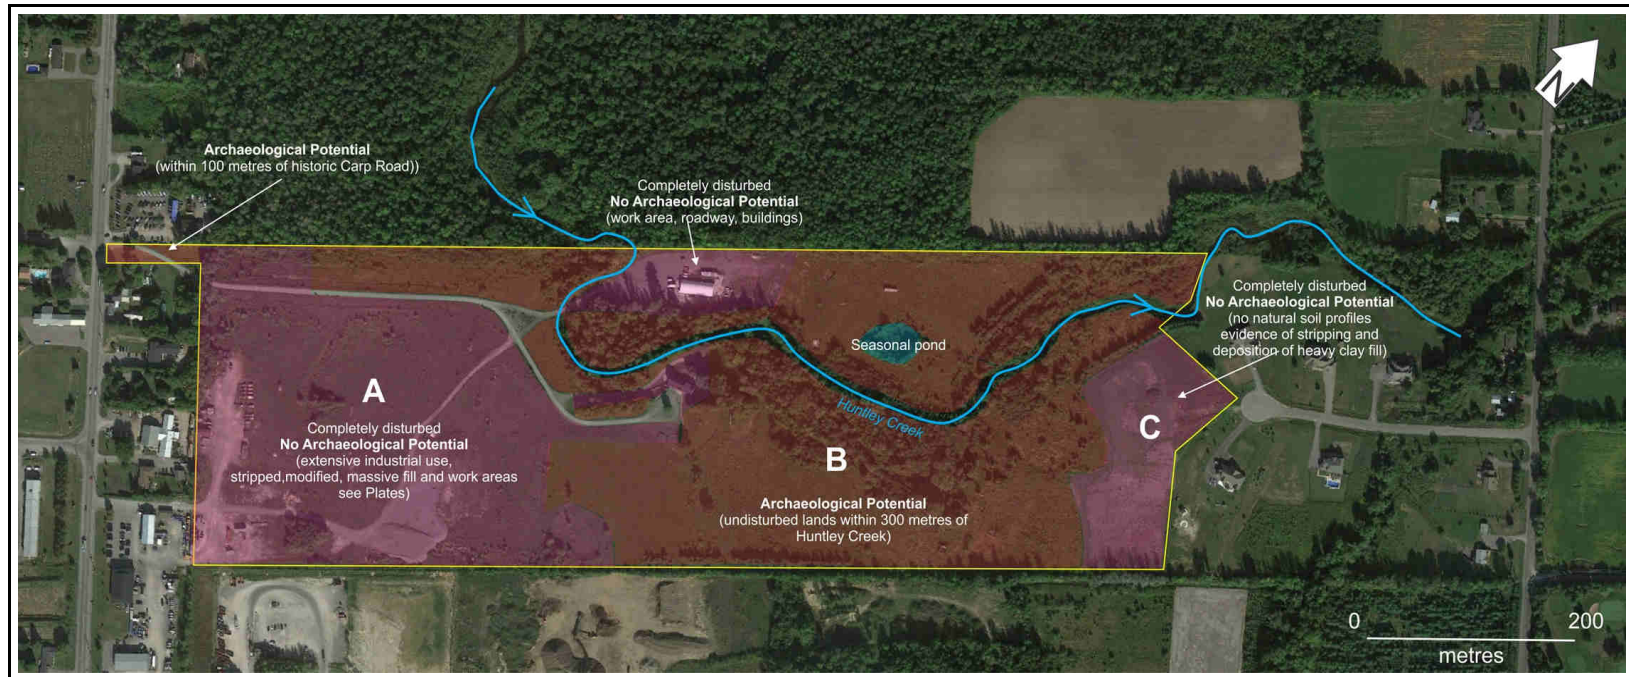 N
Archaeological Potential
(within 100 metres of historic Carp Road))
Completely disturbed
No Archaeological Potential
(work area, roadway, buildings)
Completely disturbed
No Archaeological Potential
(no natural soil profiles
evidence of stripping and
deposition of heavy clay fill)
Seasonal pond
Huntley Creek
A
Completely disturbed
No Archaeological Potential
(extensive industrial use,
stripped,modified, massive fill and work areas
see Plates)
B
Archaeological Potential
(undisturbed lands within 300 metres of
Huntley Creek)
C
0 200
metres